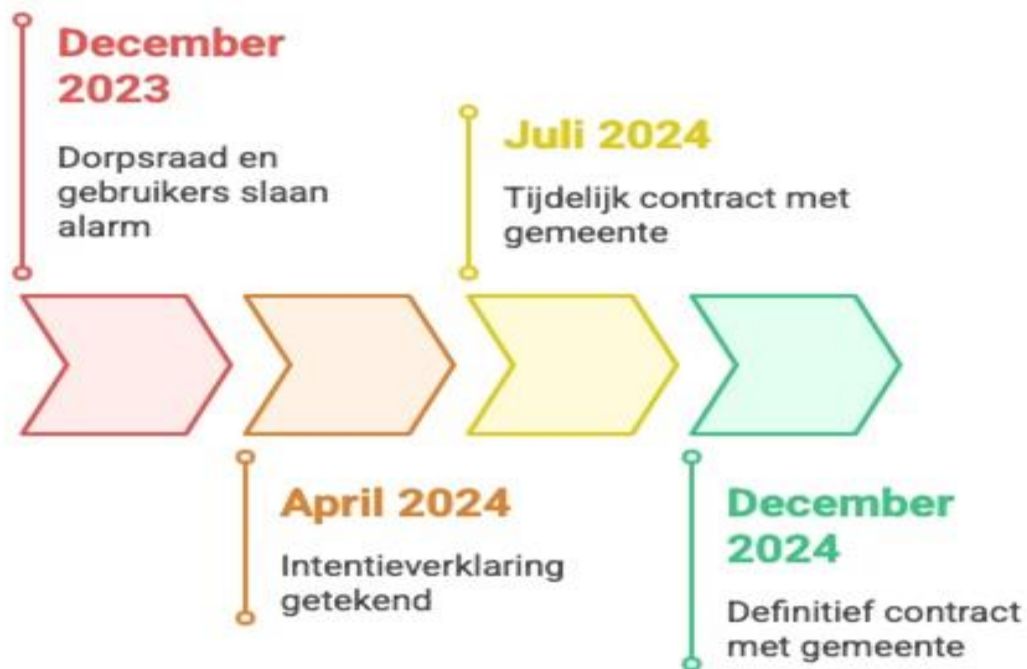 December
2023
Dorpsraad en
gebruikers slaan
alarm
April 2024
Intentieverklaring
getekend
Juli 2024
Tijdelijk contract met
gemeente
December
2024
Definitief contract
met gemeente